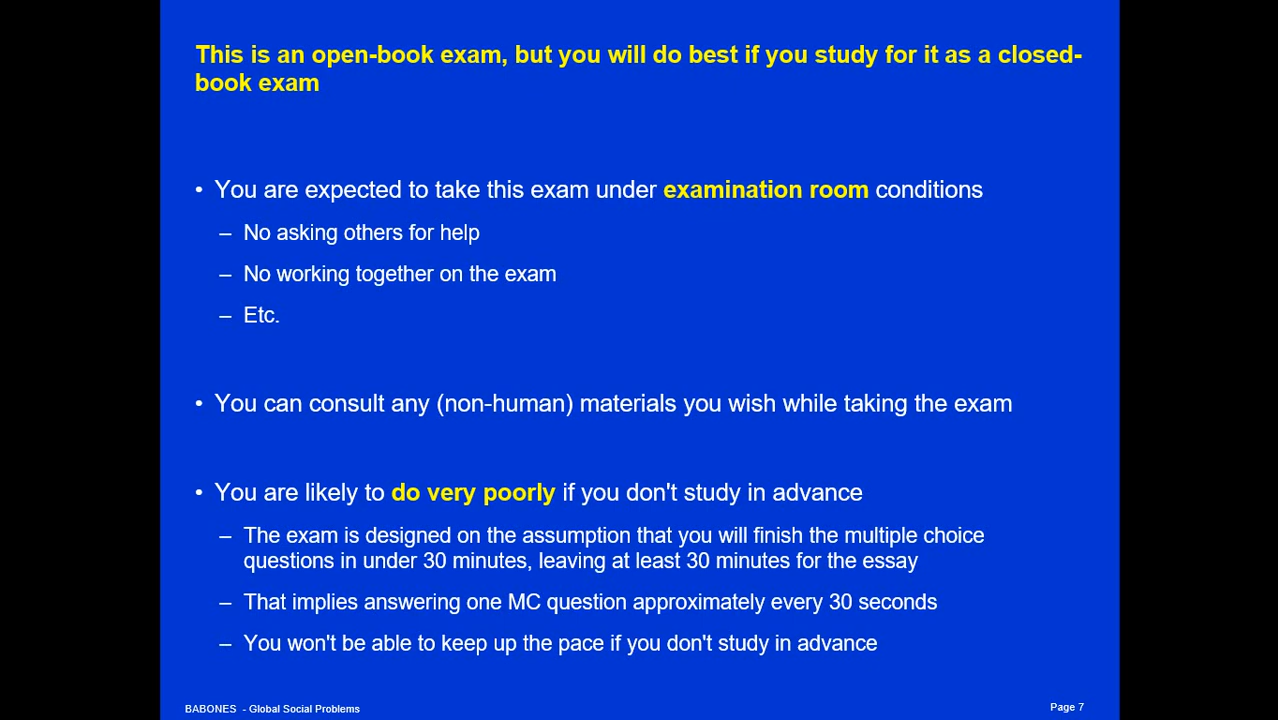 This is an open-book exam, but you will do best if you study for it as a closed-
book exam
• You are expected to take this exam under examination room conditions
– No asking others for help
– No working together on the exam
– Etc.
• You can consult any (non-human) materials you wish while taking the exam
• You are likely to do very poorly if you don't study in advance
– The exam is designed on the assumption that you will finish the multiple choice
questions in under 30 minutes, leaving at least 30 minutes for the essay
– That implies answering one MC question approximately every 30 seconds
– You won't be able to keep up the pace if you don't study in advance
BABONES - Global Social Problems
Page 7